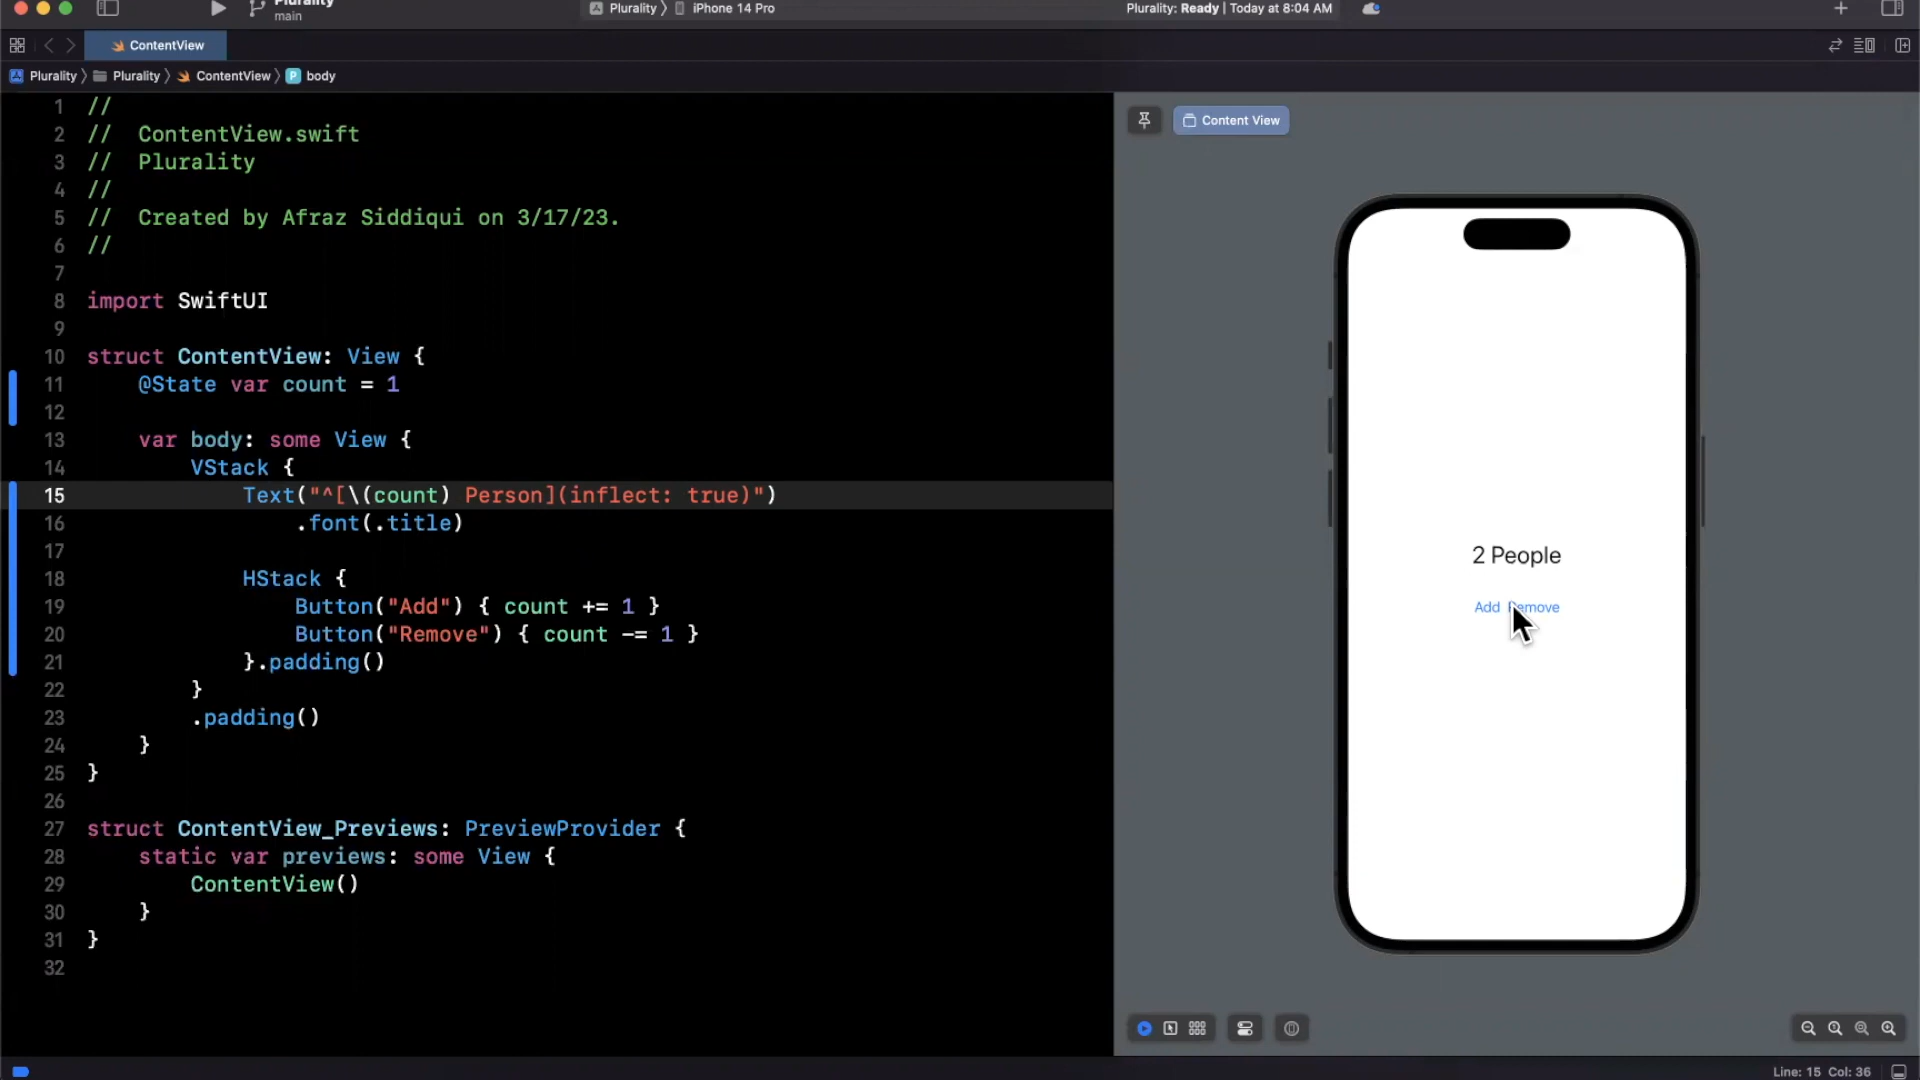 Plurality
main
Plurality 〉 iPhone 14 Pro
Plurality: Ready | Today at 8:04 AM
ContentView
Plurality 〉 Plurality 〉 ContentView 〉 P body
1 //
2 //  ContentView.swift
3 //  Plurality
4 //
5 //  Created by Afraz Siddiqui on 3/17/23.
6 //
7
8 import SwiftUI
9
10 struct ContentView: View {
11     @State var count = 1
12
13     var body: some View {
14         VStack {
15             Text("^[\(count) Person](inflect: true)")
16                 .font(.title)
17
18             HStack {
19                 Button("Add") { count += 1 }
20                 Button("Remove") { count -= 1 }
21             }.padding()
22         }
23         .padding()
24     }
25 }
26
27 struct ContentView_Previews: PreviewProvider {
28     static var previews: some View {
29         ContentView()
30     }
31 }
32
Content View
2 People
Add Remove
Line: 15 Col: 36